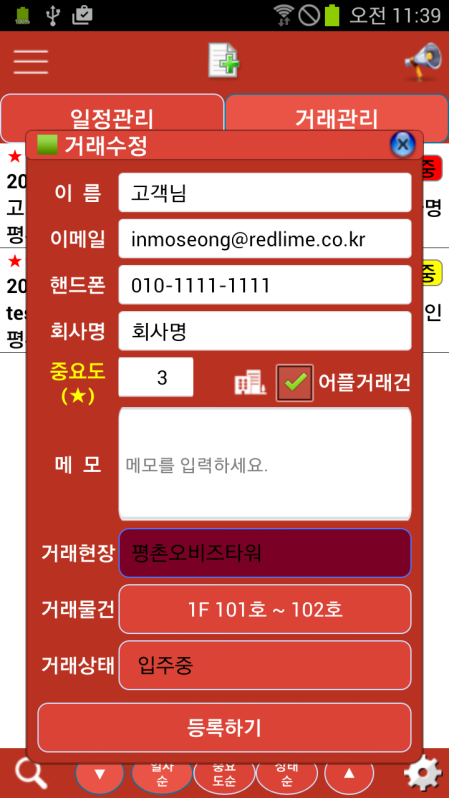 100%
오전 11:39
일정관리
거래관리
거래수정
★
20
중
고
명
평
이 름
고객님
이메일
inmoseong@redlime.co.kr
★
중
20
핸드폰
010-1111-1111
tes
인
회사명
회사명
평
중요도
(★)
3
어플거래건
메 모
메모를 입력하세요.
거래현장
평촌오비즈타워
거래물건
1F 101호 ~ 102호
거래상태
입주중
등록하기
▼
일자
순
중요
도순
상태
순
▲